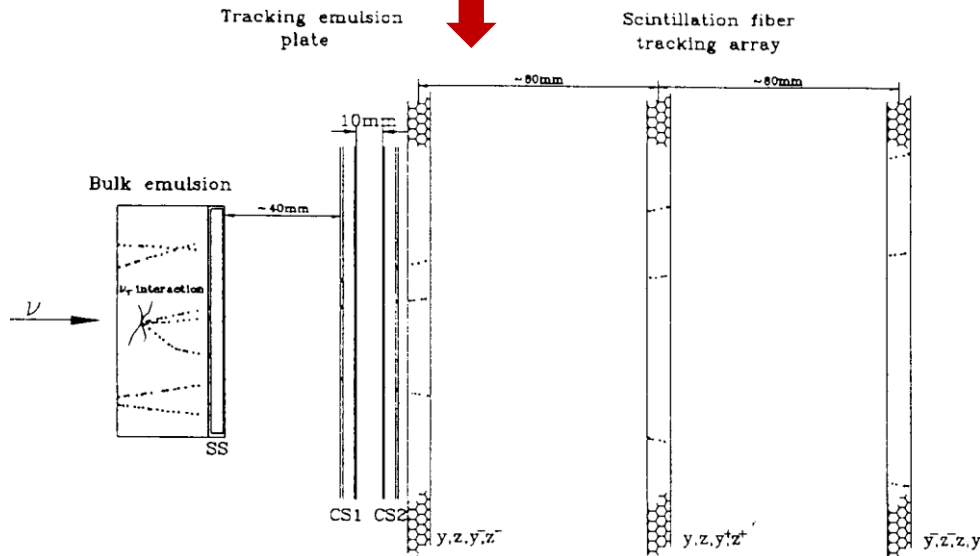 Tracking emulsion
plate
Scintillation fiber
tracking array
~80mm
~80mm
10mm
Bulk emulsion
~40mm
ντ interaction
ν
SS
CS1
CS2
y,z,y⁻,z⁻
y,z,y⁺,z⁺
y⁻,z⁻,z,y